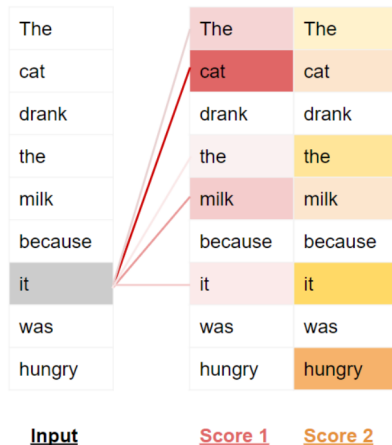 The The The
cat cat cat
drank drank drank
the the the
milk milk milk
because because because
it it it
was was was
hungry hungry hungry
Input Score 1 Score 2